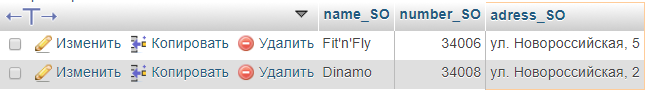 name_SO number_SO adress_SO
Изменить Копировать Удалить Fit'n'Fly 34006 ул. Новороссийская, 5
Изменить Копировать Удалить Dinamo 34008 ул. Новороссийская, 2